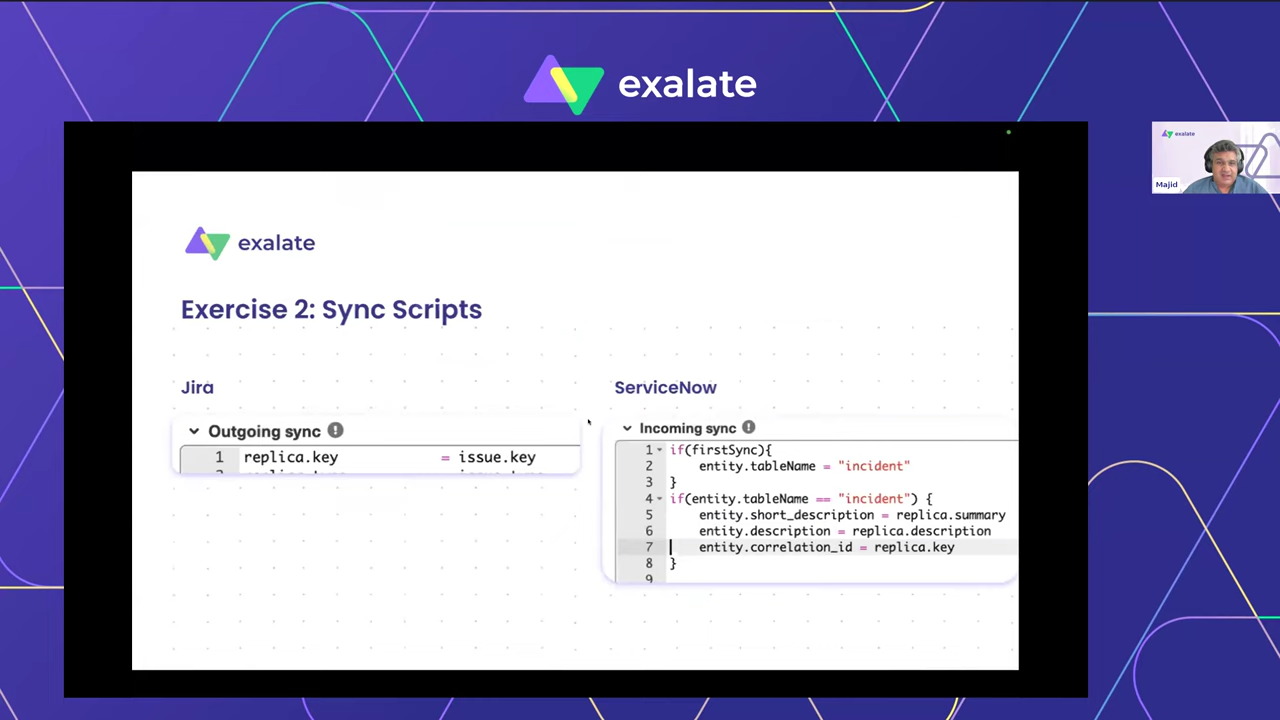 exalate
exalate
Majid
exalate
Exercise 2: Sync Scripts
Jira
Outgoing sync
1 replica.key = issue.key
ServiceNow
Incoming sync
1 if(firstSync){
2 entity.tableName = "incident"
3 }
4 if(entity.tableName == "incident") {
5 entity.short_description = replica.summary
6 entity.description = replica.description
7 entity.correlation_id = replica.key
8 }
9